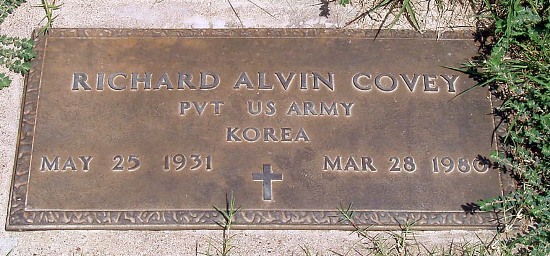 RICHARD ALVIN COVEY
PVT US ARMY
KOREA
MAY 25 1931 MAR 28 1980